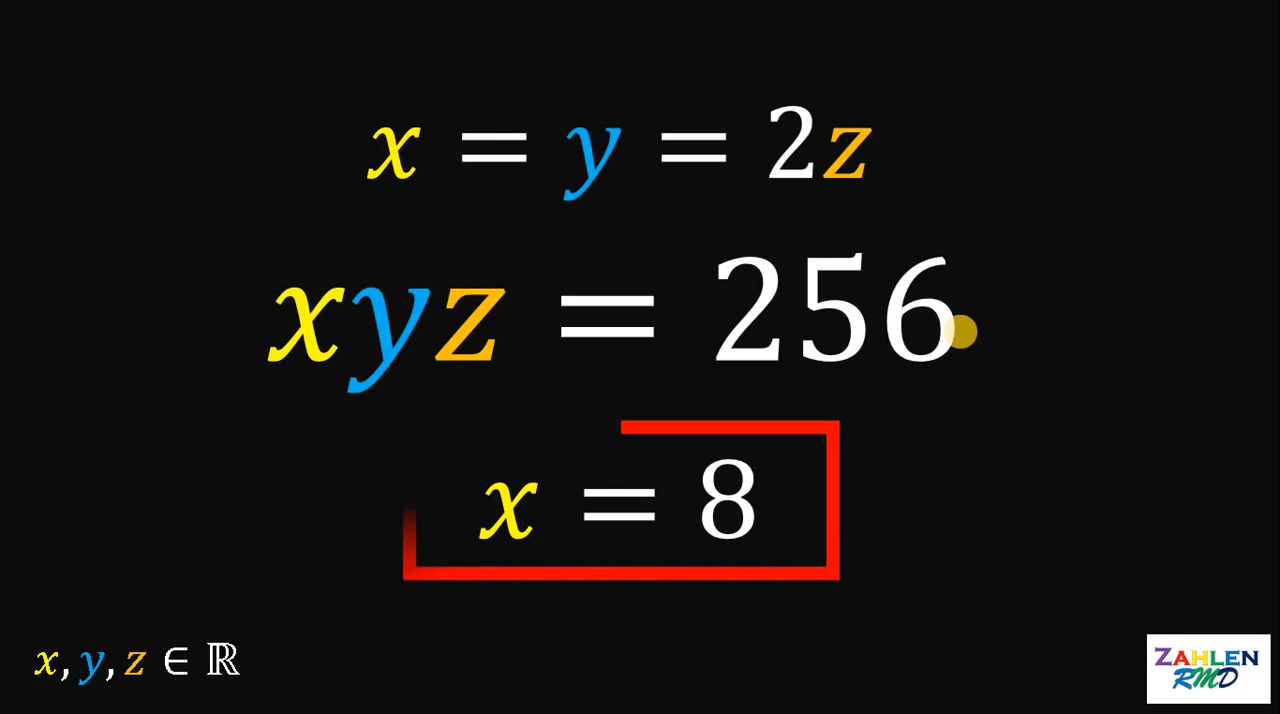 x = y = 2z
xyz = 256
x = 8
x, y, z ∈ ℝ
ZAHLEN
RMD